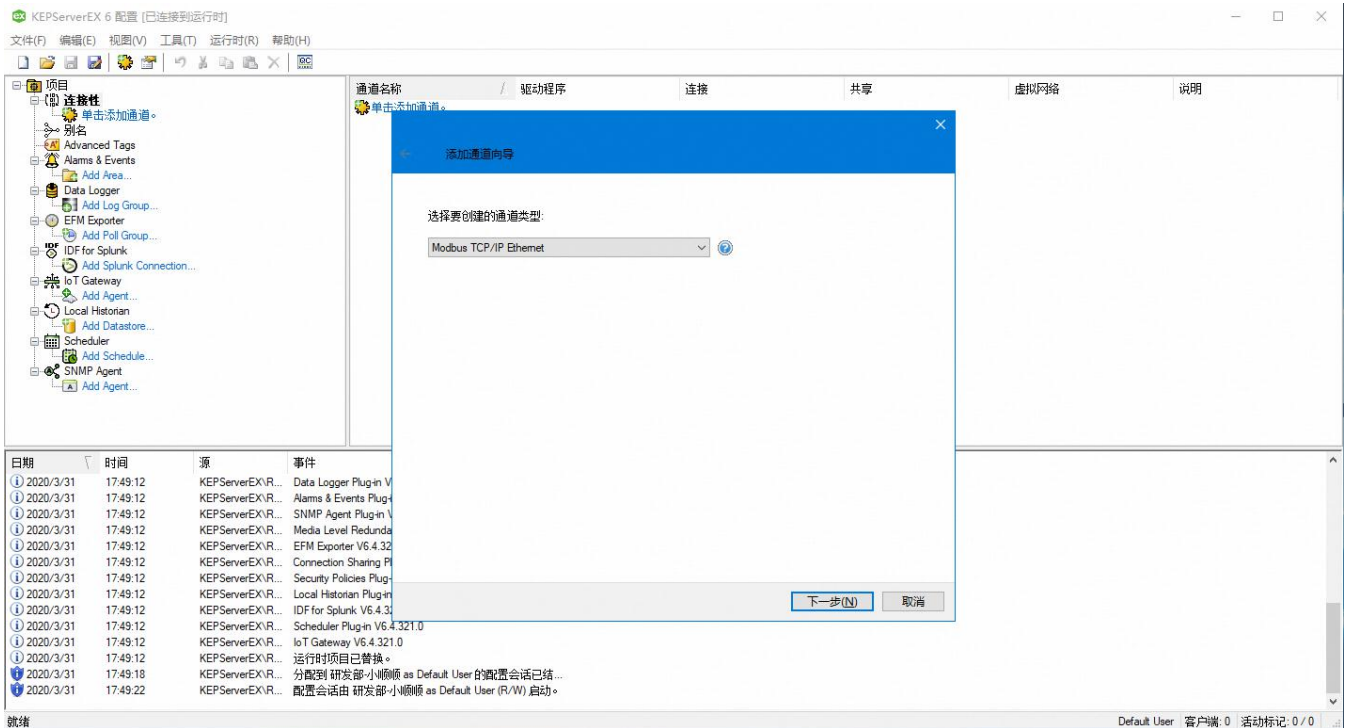 KEPServerEX 6 配置 [已连接到运行时]
文件(F) 编辑(E) 视图(V) 工具(T) 运行时(R) 帮助(H)
项目
连接性
单击添加通道。
别名
Advanced Tags
Alarms & Events
Add Area...
Data Logger
Add Log Group...
EFM Exporter
Add Poll Group...
IDF for Splunk
Add Splunk Connection...
IoT Gateway
Add Agent...
Local Historian
Add Datastore...
Scheduler
Add Schedule...
SNMP Agent
Add Agent...
通道名称 驱动程序 连接 共享 虚拟网络 说明
单击添加通道。
添加通道向导
选择要创建的通道类型:
Modbus TCP/IP Ethernet
下一步(N) 取消
日期 时间 源 事件
2020/3/31 17:49:12 KEPServerEX\R... Data Logger Plug-in V
2020/3/31 17:49:12 KEPServerEX\R... Alarms & Events Plug-i
2020/3/31 17:49:12 KEPServerEX\R... SNMP Agent Plug-in V
2020/3/31 17:49:12 KEPServerEX\R... Media Level Redunda
2020/3/31 17:49:12 KEPServerEX\R... EFM Exporter V6.4.32
2020/3/31 17:49:12 KEPServerEX\R... Connection Sharing Pl
2020/3/31 17:49:12 KEPServerEX\R... Security Policies Plug-
2020/3/31 17:49:12 KEPServerEX\R... Local Historian Plug-in
2020/3/31 17:49:12 KEPServerEX\R... IDF for Splunk V6.4.32
2020/3/31 17:49:12 KEPServerEX\R... Scheduler Plug-in V6.4.321.0
2020/3/31 17:49:12 KEPServerEX\R... IoT Gateway V6.4.321.0
2020/3/31 17:49:12 KEPServerEX\R... 运行时项目已替换。
2020/3/31 17:49:18 KEPServerEX\R... 分配到 研发部-小顺顺 as Default User 的配置会话已结...
2020/3/31 17:49:22 KEPServerEX\R... 配置会话由 研发部-小顺顺 as Default User (R/W) 启动。
就绪 Default User 客户端: 0 活动标记: 0 / 0